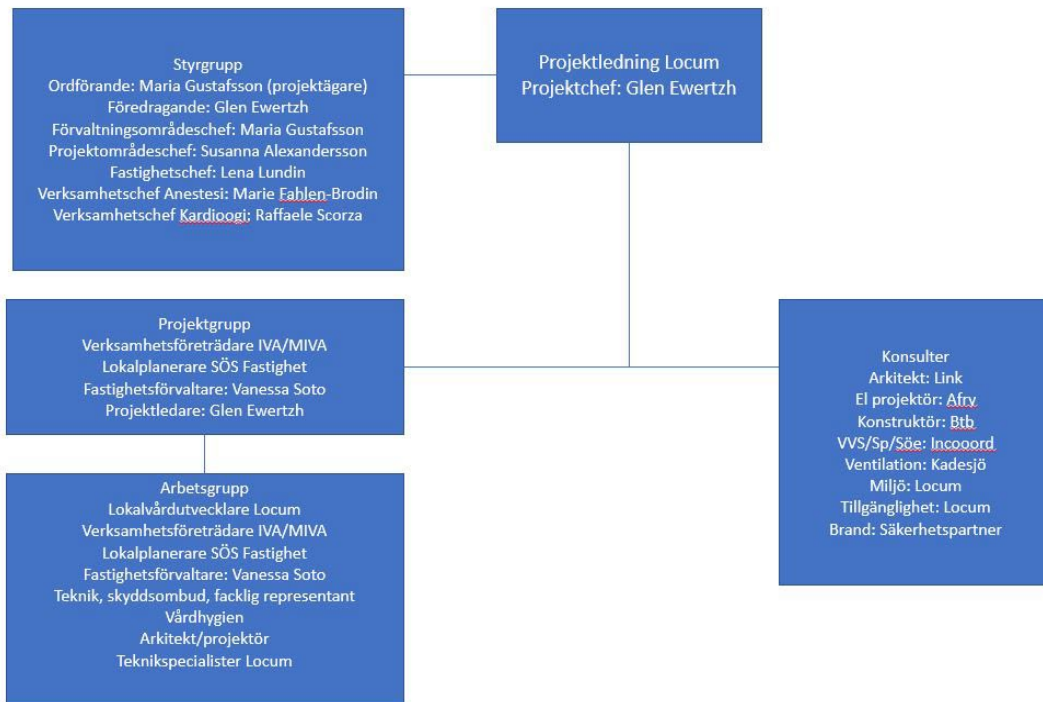 Styrgrupp
Ordförande: Maria Gustafsson (projektägare)
Föredragande: Glen Ewertzh
Förvaltningsområdeschef: Maria Gustafsson
Projektområdeschef: Susanna Alexandersson
Fastighetschef: Lena Lundin
Verksamhetschef Anestesi: Marie Fahlen-Brodin
Verksamhetschef Kardioogi; Raffaele Scorza
Projektledning Locum
Projektchef: Glen Ewertzh
Projektgrupp
Verksamhetsföreträdare IVA/MIVA
Lokalplanerare SÖS Fastighet
Fastighetsförvaltare: Vanessa Soto
Projektledare: Glen Ewertzh
Konsulter
Arkitekt: Link
El projektör: Afry
Konstruktör: Btb
VVS/Sp/Söe: Incooord
Ventilation: Kadesjö
Miljö: Locum
Tillgänglighet: Locum
Brand: Säkerhetspartner
Arbetsgrupp
Lokalvårdutvecklare Locum
Verksamhetsföreträdare IVA/MIVA
Lokalplanerare SÖS Fastighet
Fastighetsförvaltare: Vanessa Soto
Teknik, skyddsombud, facklig representant
Vårdhygien
Arkitekt/projektör
Teknikspecialister Locum